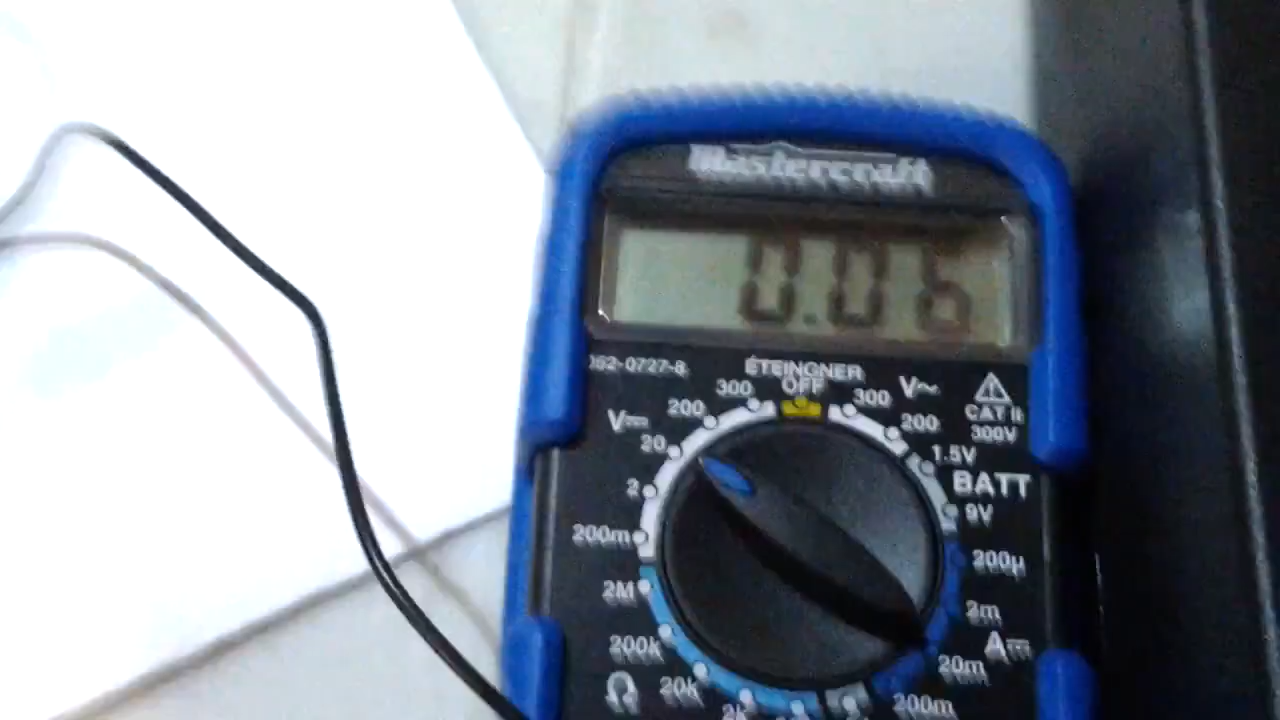 Mastercraft
0.06
052-0727-8
ÉTEINGNER
OFF
300
300
V~
200
200
CAT II
300V
V
20
1.5V
BATT
2
9V
200m
200µ
2M
2m
A
200k
20m
Ω
20k
200m
2k